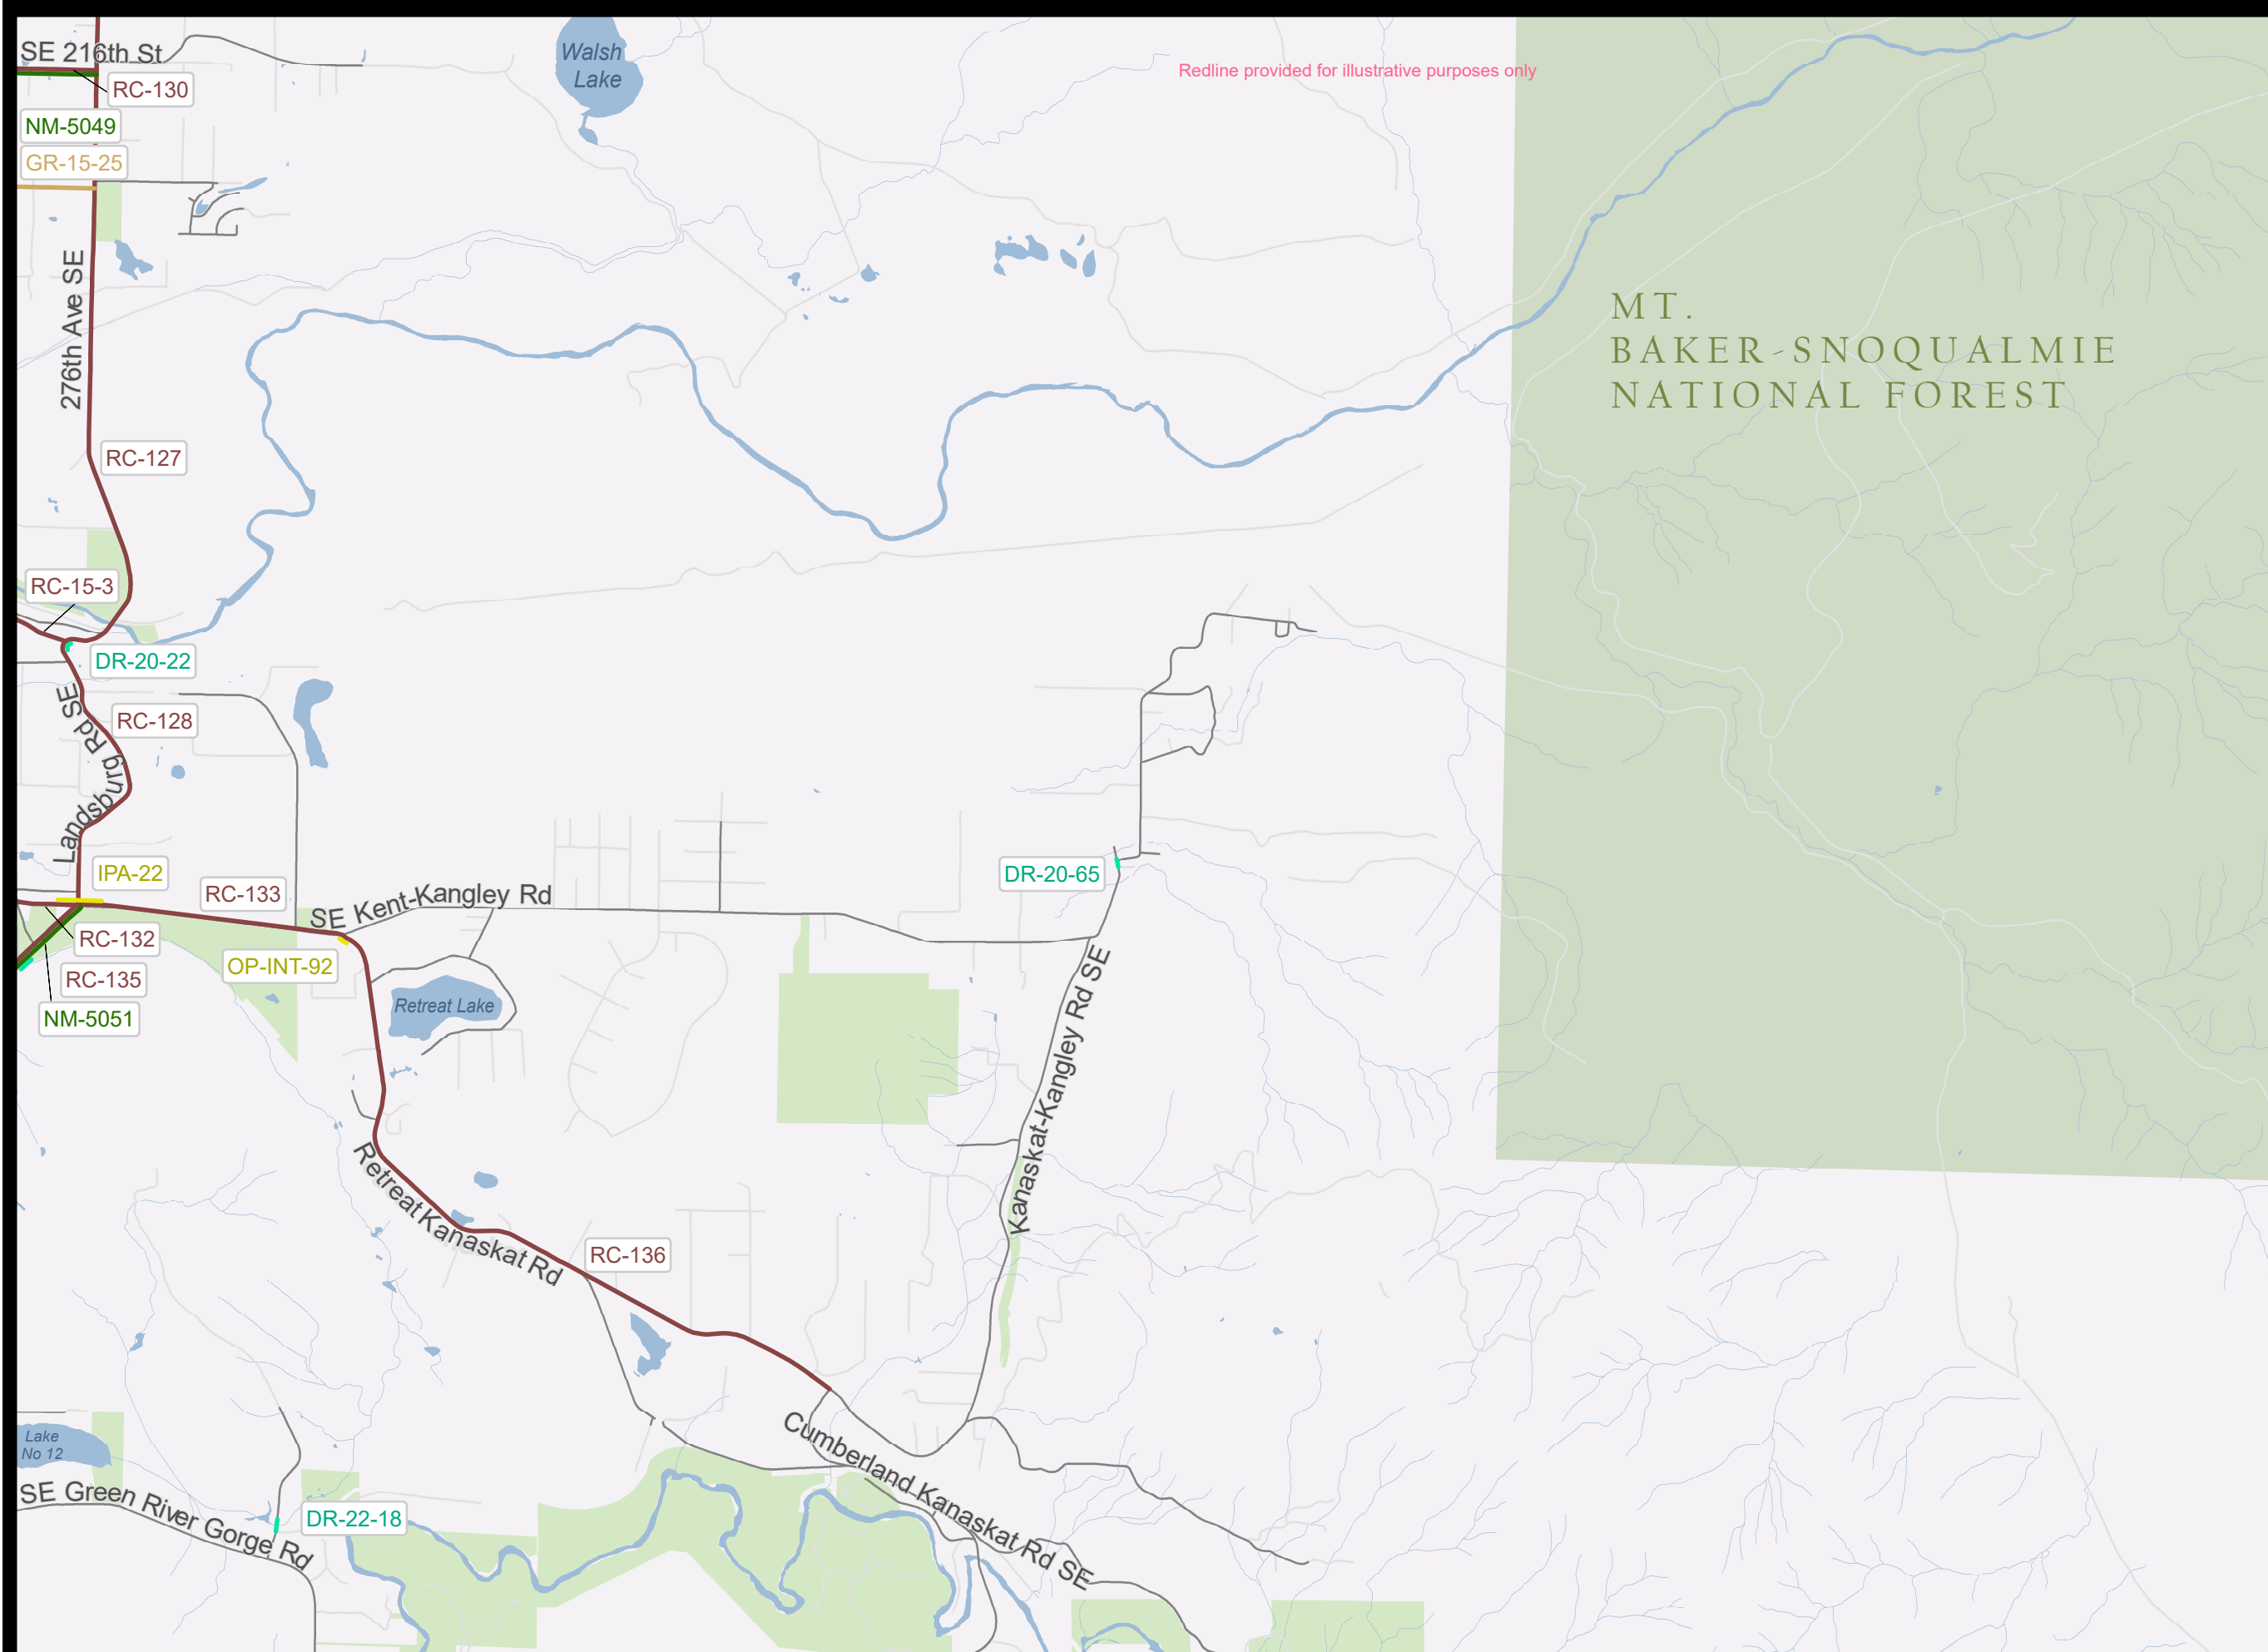 SE 216th St
Walsh
Lake
Redline provided for illustrative purposes only
RC-130
NM-5049
GR-15-25
276th Ave SE
MT.
BAKER-SNOQUALMIE
NATIONAL FOREST
RC-127
RC-15-3
DR-20-22
Landsburg Rd SE
RC-128
IPA-22
RC-133
SE Kent-Kangley Rd
DR-20-65
RC-132
OP-INT-92
RC-135
NM-5051
Retreat Lake
Kanaskat-Kangley Rd SE
Retreat Kanaskat Rd
RC-136
Cumberland Kanaskat Rd SE
Lake
No 12
SE Green River Gorge Rd
DR-22-18